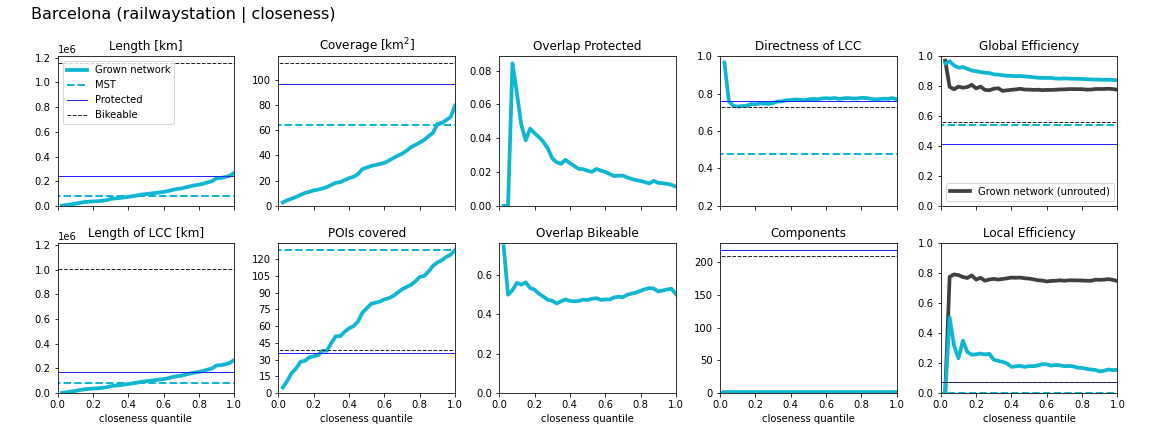 Barcelona (railwaystation | closeness)
Length [km]
1e6
1.2
1.0
0.8
0.6
0.4
0.2
0.0
Grown network
MST
Protected
Bikeable
Coverage [km²]
100
80
60
40
20
0
Overlap Protected
0.08
0.06
0.04
0.02
0.00
Directness of LCC
1.0
0.8
0.6
0.4
0.2
Global Efficiency
1.0
0.8
0.6
0.4
0.2
0.0
Grown network (unrouted)
Length of LCC [km]
1e6
1.2
1.0
0.8
0.6
0.4
0.2
0.0
0.0 0.2 0.4 0.6 0.8 1.0
closeness quantile
POIs covered
120
105
90
75
60
45
30
15
0
0.0 0.2 0.4 0.6 0.8 1.0
closeness quantile
Overlap Bikeable
0.6
0.4
0.2
0.0
0.0 0.2 0.4 0.6 0.8 1.0
closeness quantile
Components
200
150
100
50
0
0.0 0.2 0.4 0.6 0.8 1.0
closeness quantile
Local Efficiency
1.0
0.8
0.6
0.4
0.2
0.0
0.0 0.2 0.4 0.6 0.8 1.0
closeness quantile